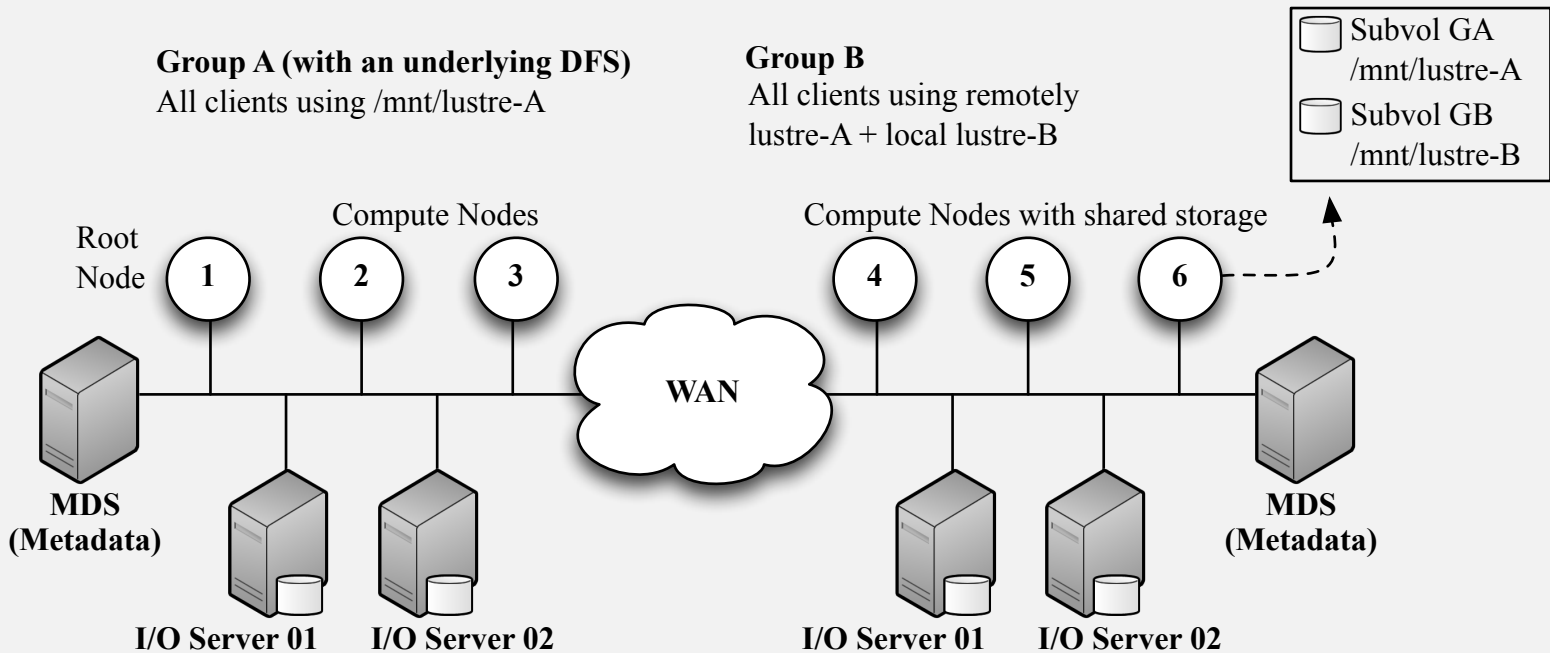 Group A (with an underlying DFS)
All clients using /mnt/lustre-A
Group B
All clients using remotely
lustre-A + local lustre-B
Subvol GA
/mnt/lustre-A
Subvol GB
/mnt/lustre-B
Root
Node
Compute Nodes
Compute Nodes with shared storage
1
2
3
4
5
6
WAN
MDS
(Metadata)
MDS
(Metadata)
I/O Server 01
I/O Server 02
I/O Server 01
I/O Server 02